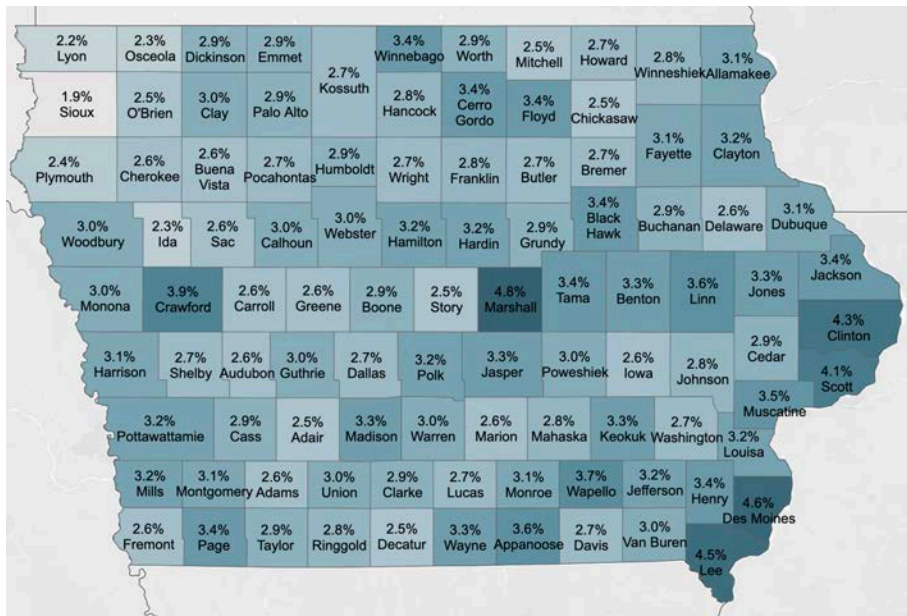 2.2%
Lyon
2.3%
Osceola
2.9%
Dickinson
2.9%
Emmet
2.7%
Kossuth
3.4%
Winnebago
2.9%
Worth
2.5%
Mitchell
2.7%
Howard
2.8%
Winneshiek
3.1%
Allamakee
1.9%
Sioux
2.5%
O'Brien
3.0%
Clay
2.9%
Palo Alto
2.8%
Hancock
3.4%
Cerro
Gordo
3.4%
Floyd
2.5%
Chickasaw
3.1%
Fayette
3.2%
Clayton
2.4%
Plymouth
2.6%
Cherokee
2.6%
Buena
Vista
2.7%
Pocahontas
2.9%
Humboldt
2.7%
Wright
2.8%
Franklin
2.7%
Butler
2.7%
Bremer
3.0%
Woodbury
2.3%
Ida
2.6%
Sac
3.0%
Calhoun
3.0%
Webster
3.2%
Hamilton
3.2%
Hardin
2.9%
Grundy
3.4%
Black
Hawk
2.9%
Buchanan
2.6%
Delaware
3.1%
Dubuque
3.0%
Monona
3.9%
Crawford
2.6%
Carroll
2.6%
Greene
2.9%
Boone
2.5%
Story
4.8%
Marshall
3.4%
Tama
3.3%
Benton
3.6%
Linn
3.3%
Jones
3.4%
Jackson
4.3%
Clinton
3.1%
Harrison
2.7%
Shelby
2.6%
Audubon
3.0%
Guthrie
2.7%
Dallas
3.2%
Polk
3.3%
Jasper
3.0%
Poweshiek
2.6%
Iowa
2.8%
Johnson
2.9%
Cedar
4.1%
Scott
3.5%
Muscatine
3.2%
Pottawattamie
2.9%
Cass
2.5%
Adair
3.3%
Madison
3.0%
Warren
2.6%
Marion
2.8%
Mahaska
3.3%
Keokuk
2.7%
Washington
3.2%
Louisa
3.2%
Mills
3.1%
Montgomery
2.6%
Adams
3.0%
Union
2.9%
Clarke
2.7%
Lucas
3.1%
Monroe
3.7%
Wapello
3.2%
Jefferson
3.4%
Henry
4.6%
Des Moines
2.6%
Fremont
3.4%
Page
2.9%
Taylor
2.8%
Ringgold
2.5%
Decatur
3.3%
Wayne
3.6%
Appanoose
2.7%
Davis
3.0%
Van Buren
4.5%
Lee